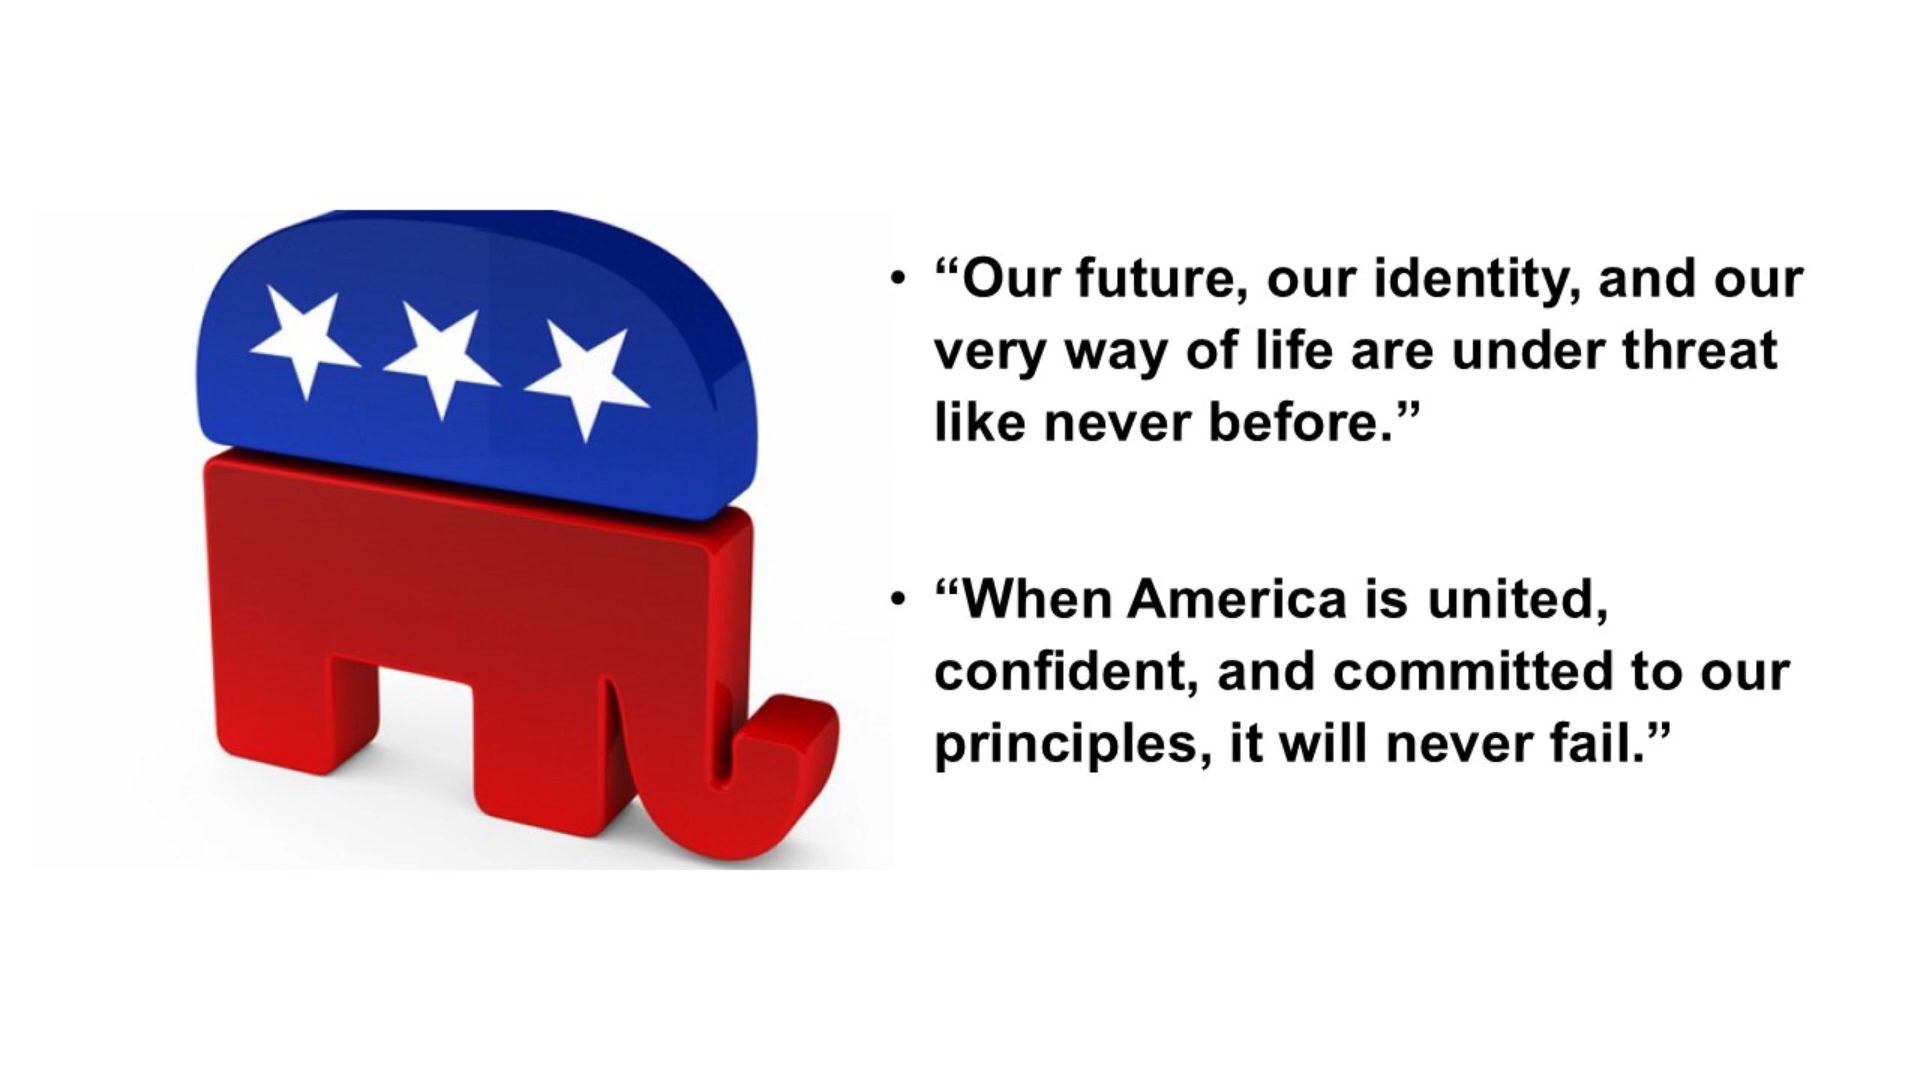 • “Our future, our identity, and our
very way of life are under threat
like never before.”
• “When America is united,
confident, and committed to our
principles, it will never fail.”